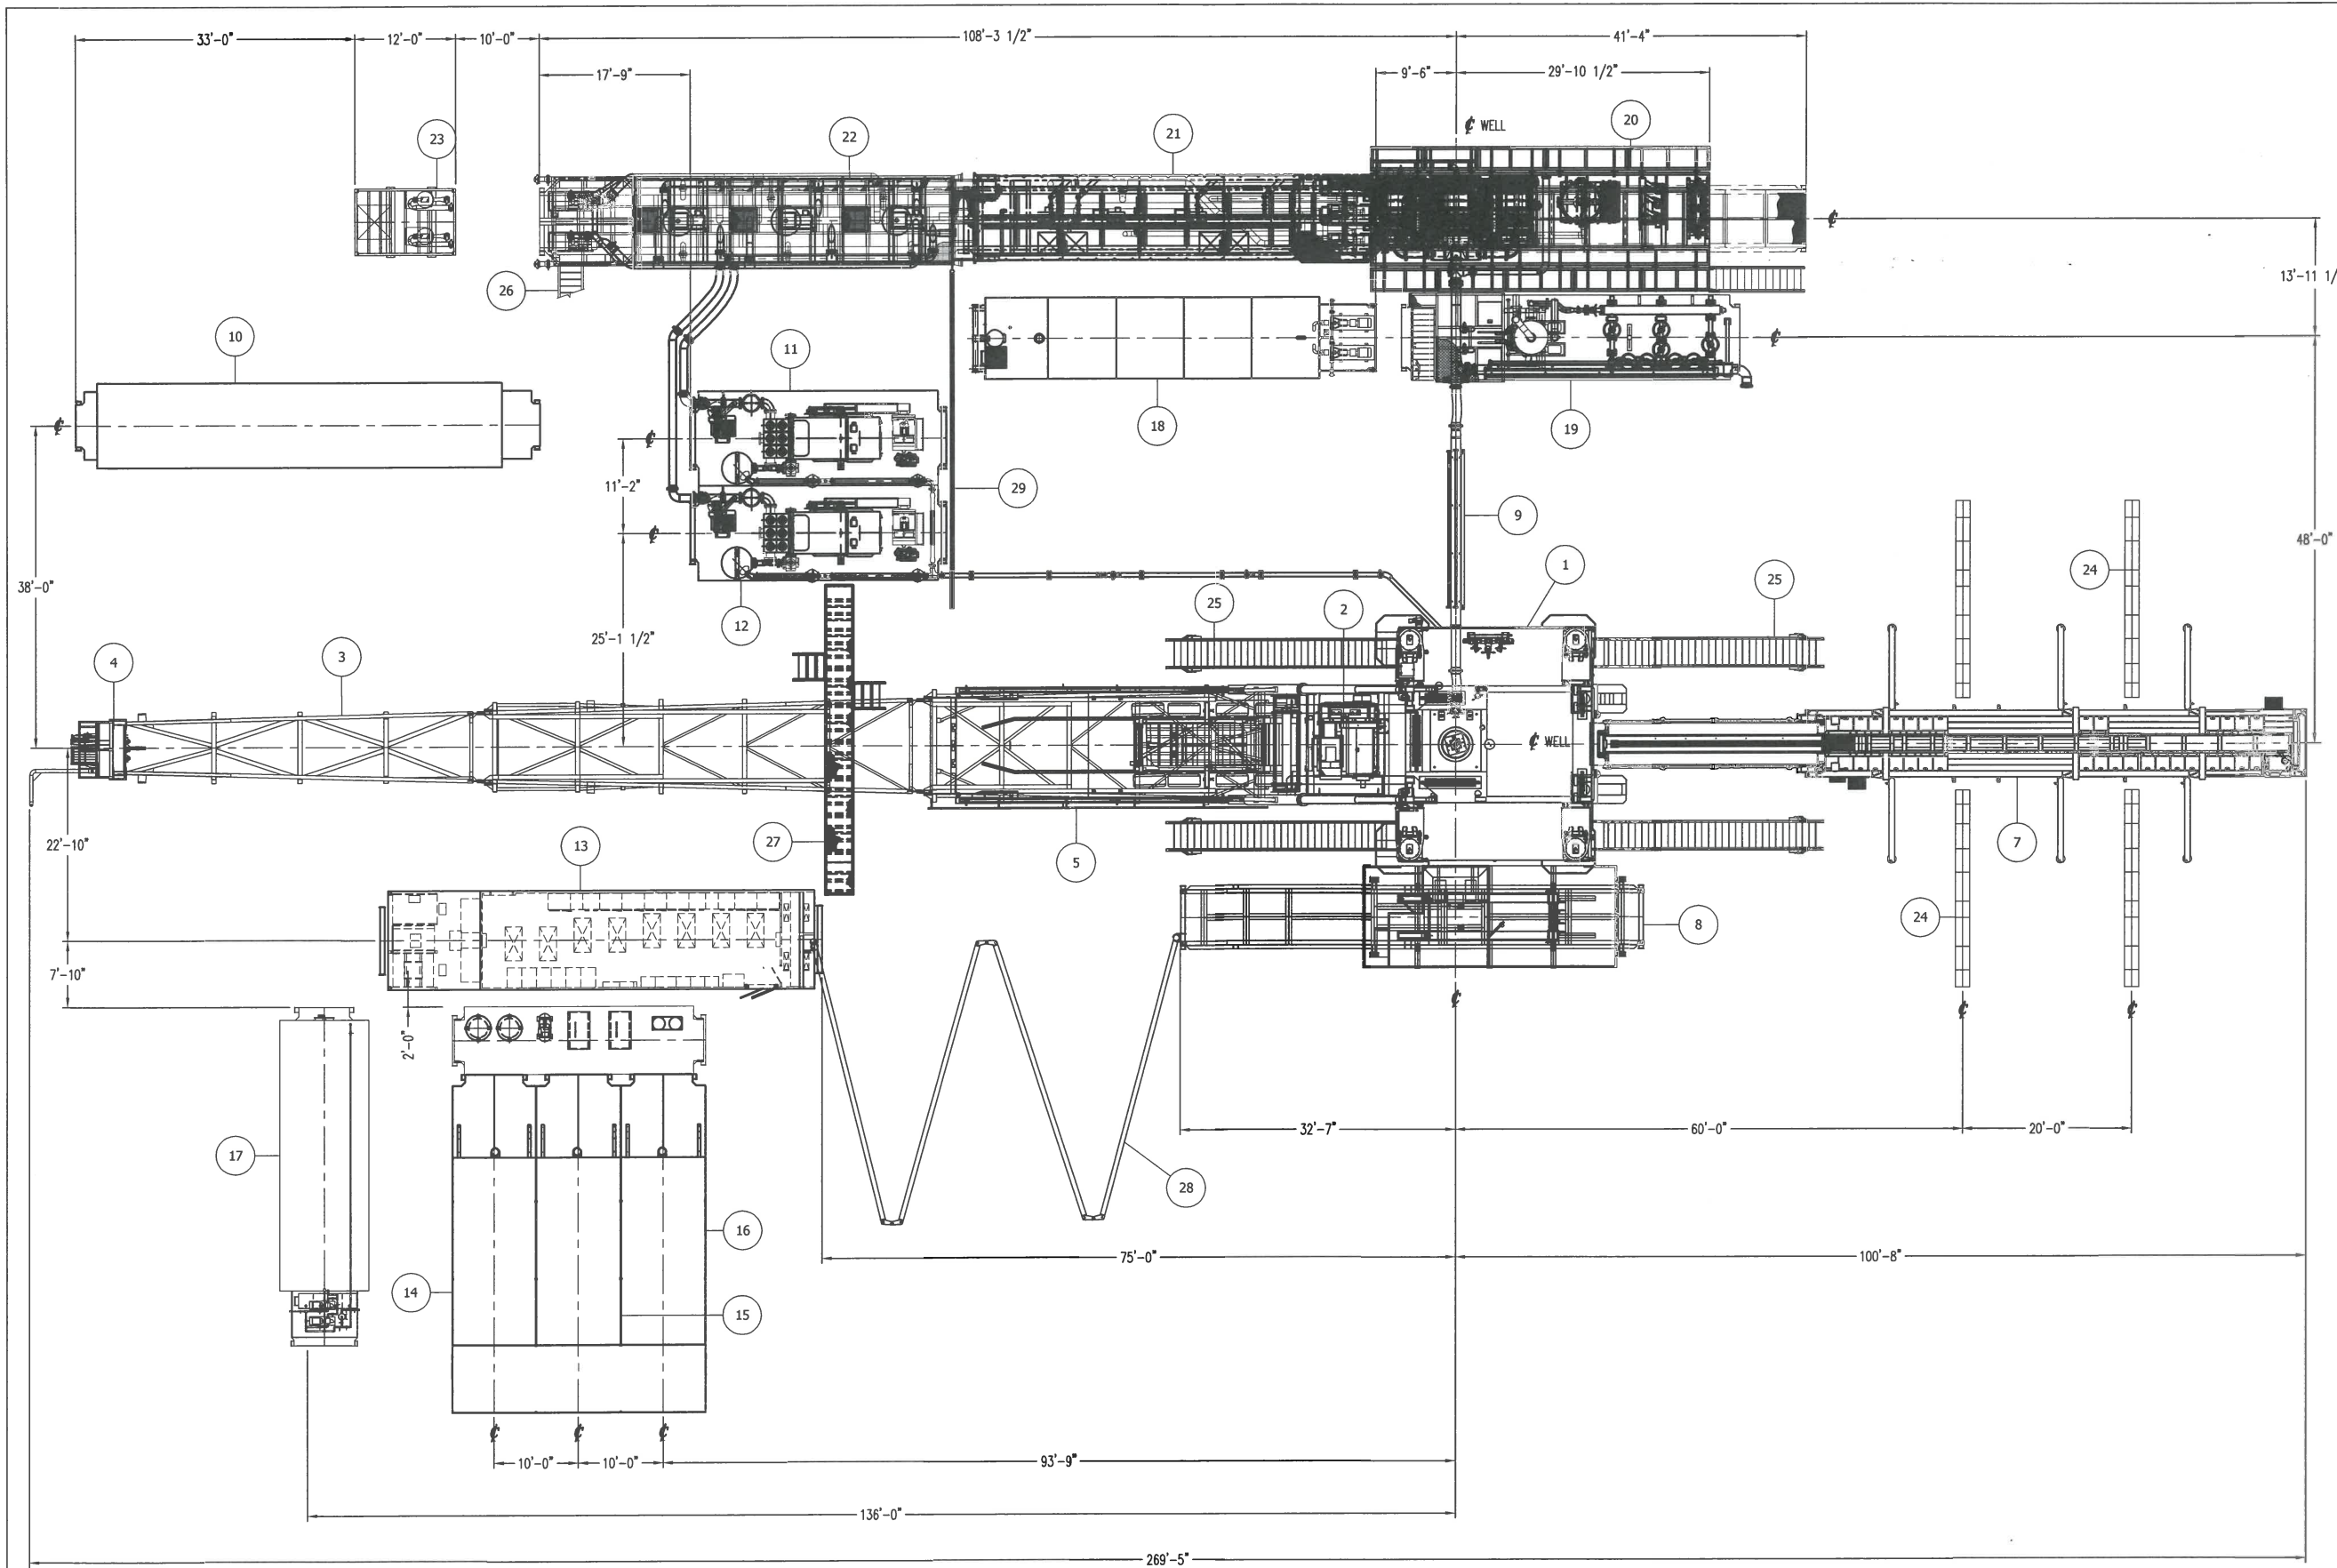 33'-0" 12'-0" 10'-0" 108'-3 1/2" 41'-4"
17'-9" 9'-6" 29'-10 1/2"
℄ WELL
23 22 21 20
℄
26
13'-11 1/
10 11
18 19
℄ ℄ ℄
11'-2"
29 9
℄
48'-0"
38'-0"
25 1 25 24
2
12
25'-1 1/2"
4 3
℄ WELL
22'-10"
13 27 5 7
24 8
7'-10"
℄ ℄ ℄
2'-0"
32'-7" 60'-0" 20'-0"
17 28
16
75'-0" 100'-8"
14 15
℄ ℄ ℄
10'-0" 10'-0" 93'-9"
136'-0"
269'-5"